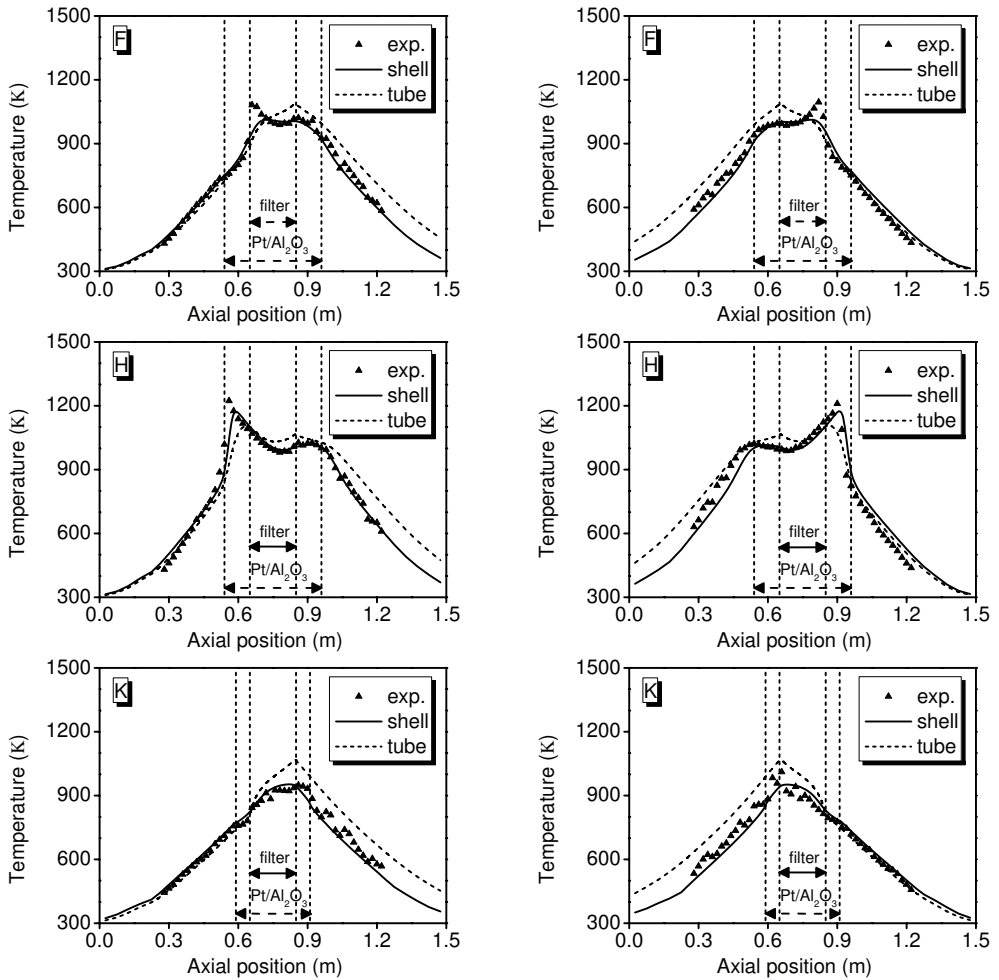 F
exp.
shell
tube
1500
1200
900
600
300
Temperature (K)
filter
Pt/Al2O3
0.0 0.3 0.6 0.9 1.2 1.5
Axial position (m)
F
exp.
shell
tube
1500
1200
900
600
300
Temperature (K)
filter
Pt/Al2O3
0.0 0.3 0.6 0.9 1.2 1.5
Axial position (m)
H
exp.
shell
tube
1500
1200
900
600
300
Temperature (K)
filter
Pt/Al2O3
0.0 0.3 0.6 0.9 1.2 1.5
Axial position (m)
H
exp.
shell
tube
1500
1200
900
600
300
Temperature (K)
filter
Pt/Al2O3
0.0 0.3 0.6 0.9 1.2 1.5
Axial position (m)
K
exp.
shell
tube
1500
1200
900
600
300
Temperature (K)
filter
Pt/Al2O3
0.0 0.3 0.6 0.9 1.2 1.5
Axial position (m)
K
exp.
shell
tube
1500
1200
900
600
300
Temperature (K)
filter
Pt/Al2O3
0.0 0.3 0.6 0.9 1.2 1.5
Axial position (m)